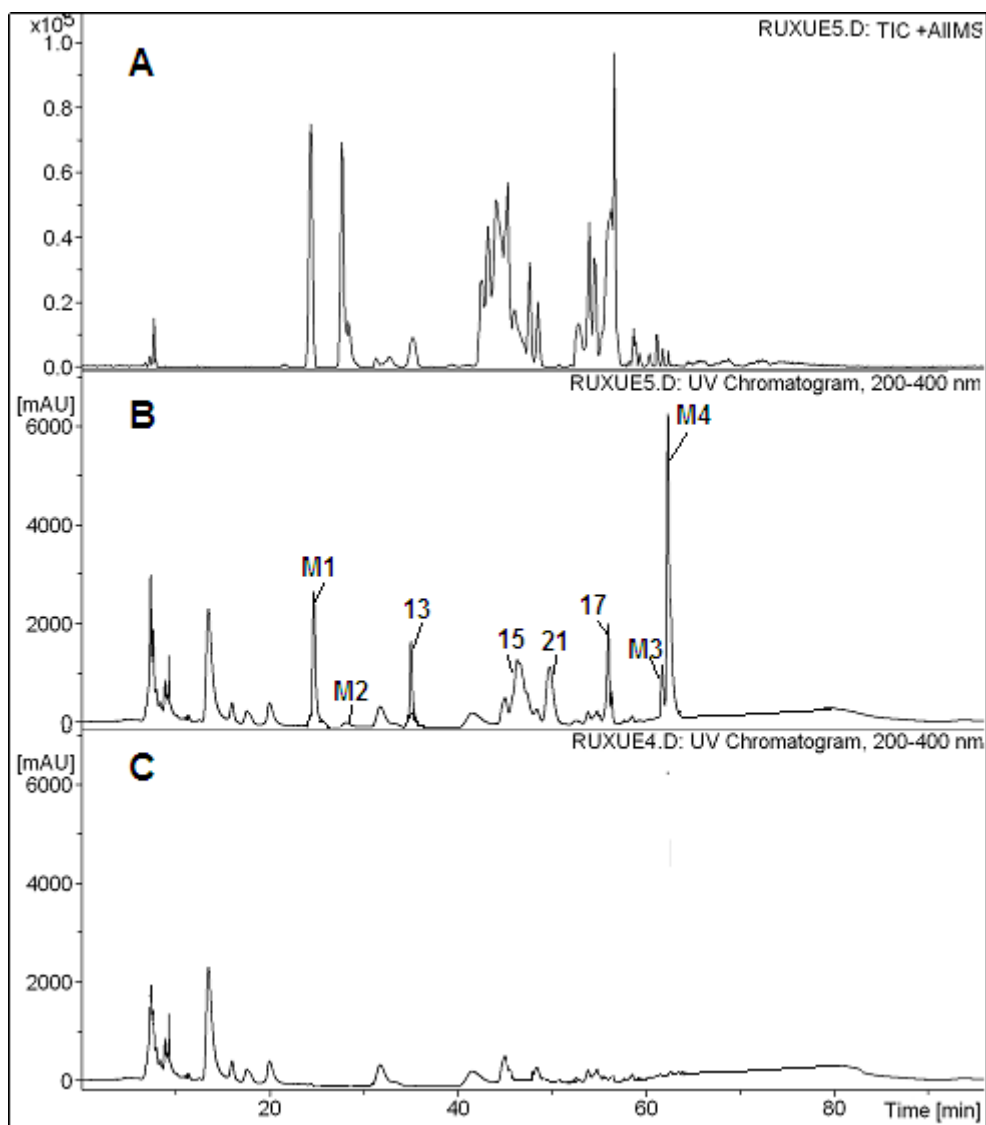 x10⁵
RUXUE5.D: TIC +AllMS
1.0
A
0.8
0.6
0.4
0.2
0.0
RUXUE5.D: UV Chromatogram, 200-400 nm
[mAU]
B
6000
M4
4000
M1
13
17
2000
15
21
M3
M2
0
RUXUE4.D: UV Chromatogram, 200-400 nm
[mAU]
C
6000
4000
2000
0
20
40
60
80
Time [min]